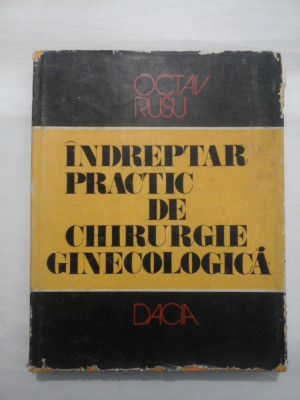 OCTAV
RUSU
ÎNDREPTAR
PRACTIC
DE
CHIRURGIE
GINECOLOGICĂ
DACIA